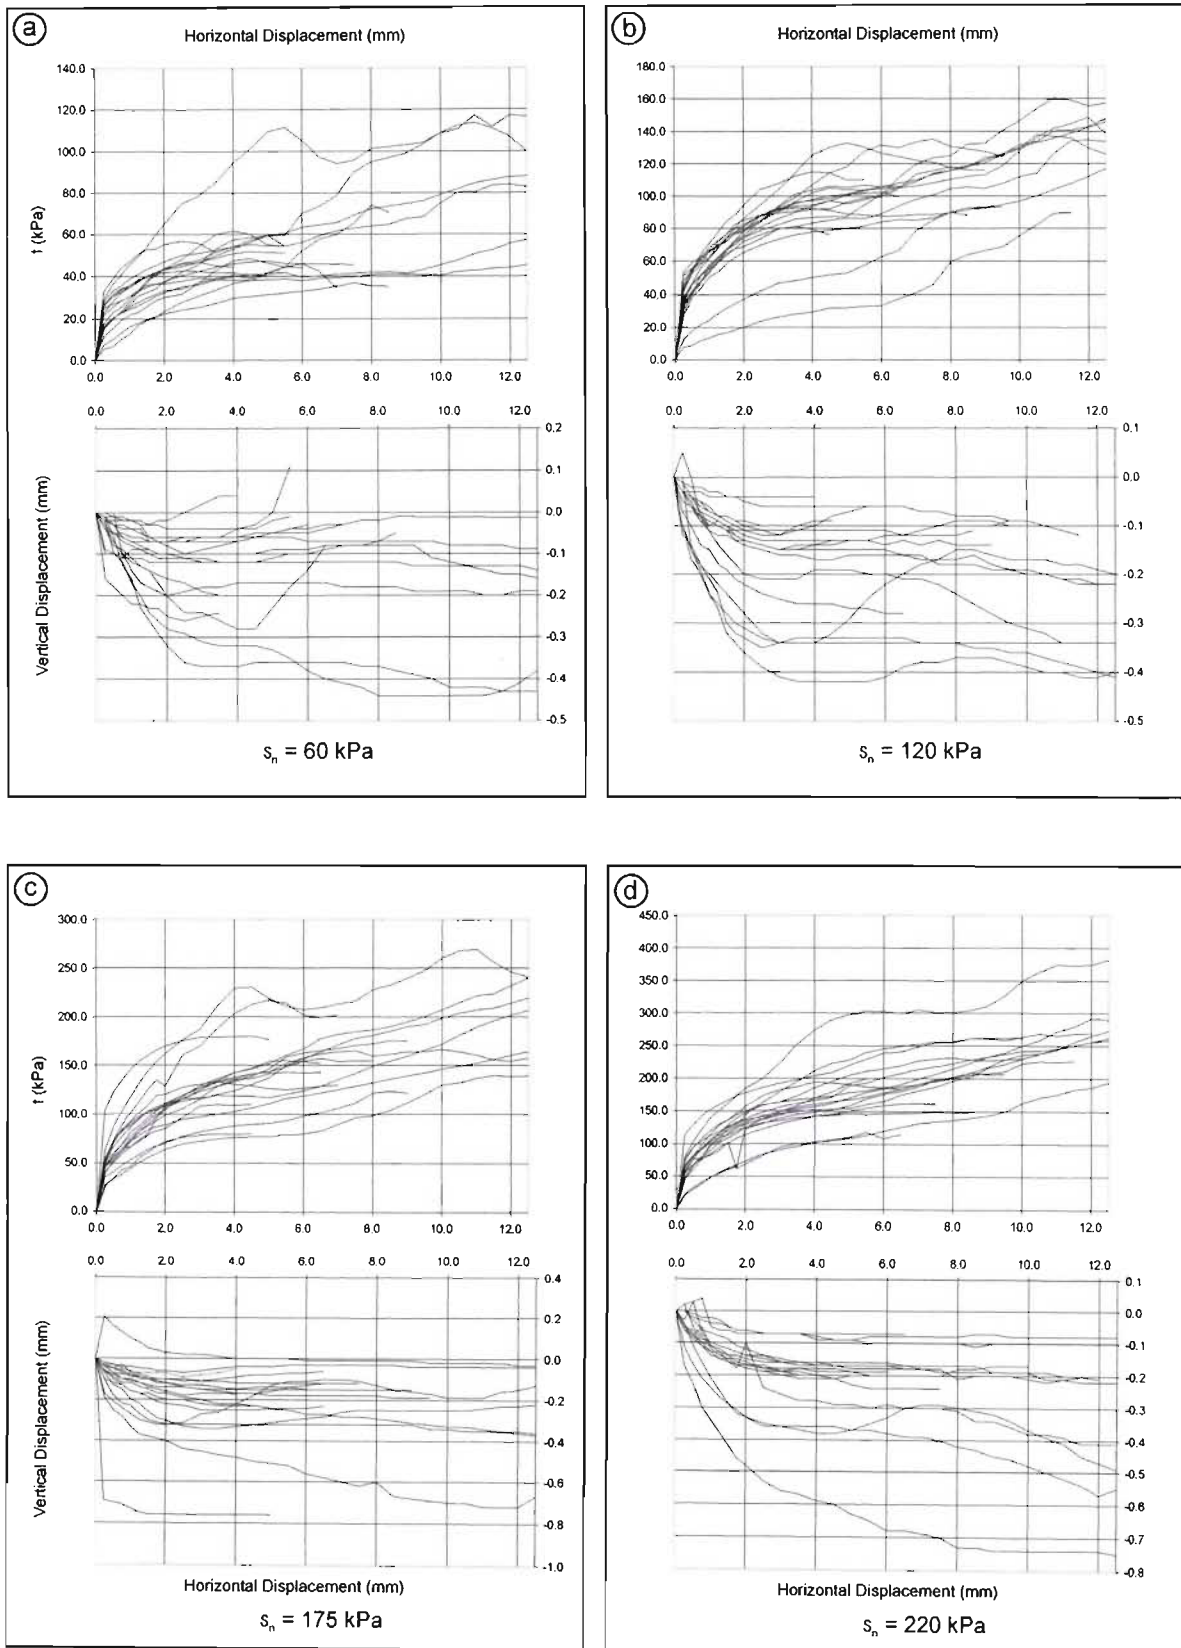 a
Horizontal Displacement (mm)
140.0
120.0
100.0
80.0
60.0
40.0
20.0
0.0
t (kPa)
0.0 2.0 4.0 6.0 8.0 10.0 12.0
0.0 2.0 4.0 6.0 8.0 10.0 12.0
0.2
0.1
0.0
-0.1
-0.2
-0.3
-0.4
-0.5
Vertical Displacement (mm)
sn = 60 kPa
b
Horizontal Displacement (mm)
180.0
160.0
140.0
120.0
100.0
80.0
60.0
40.0
20.0
0.0
0.0 2.0 4.0 6.0 8.0 10.0 12.0
0.0 2.0 4.0 6.0 8.0 10.0 12.0
0.1
0.0
-0.1
-0.2
-0.3
-0.4
-0.5
sn = 120 kPa
c
300.0
250.0
200.0
150.0
100.0
50.0
0.0
t (kPa)
0.0 2.0 4.0 6.0 8.0 10.0 12.0
0.0 2.0 4.0 6.0 8.0 10.0 12.0
0.4
0.2
0.0
-0.2
-0.4
-0.6
-0.8
-1.0
Vertical Displacement (mm)
Horizontal Displacement (mm)
sn = 175 kPa
d
450.0
400.0
350.0
300.0
250.0
200.0
150.0
100.0
50.0
0.0
0.0 2.0 4.0 6.0 8.0 10.0 12.0
0.0 2.0 4.0 6.0 8.0 10.0 12.0
0.1
0.0
-0.1
-0.2
-0.3
-0.4
-0.5
-0.6
-0.7
-0.8
Horizontal Displacement (mm)
sn = 220 kPa